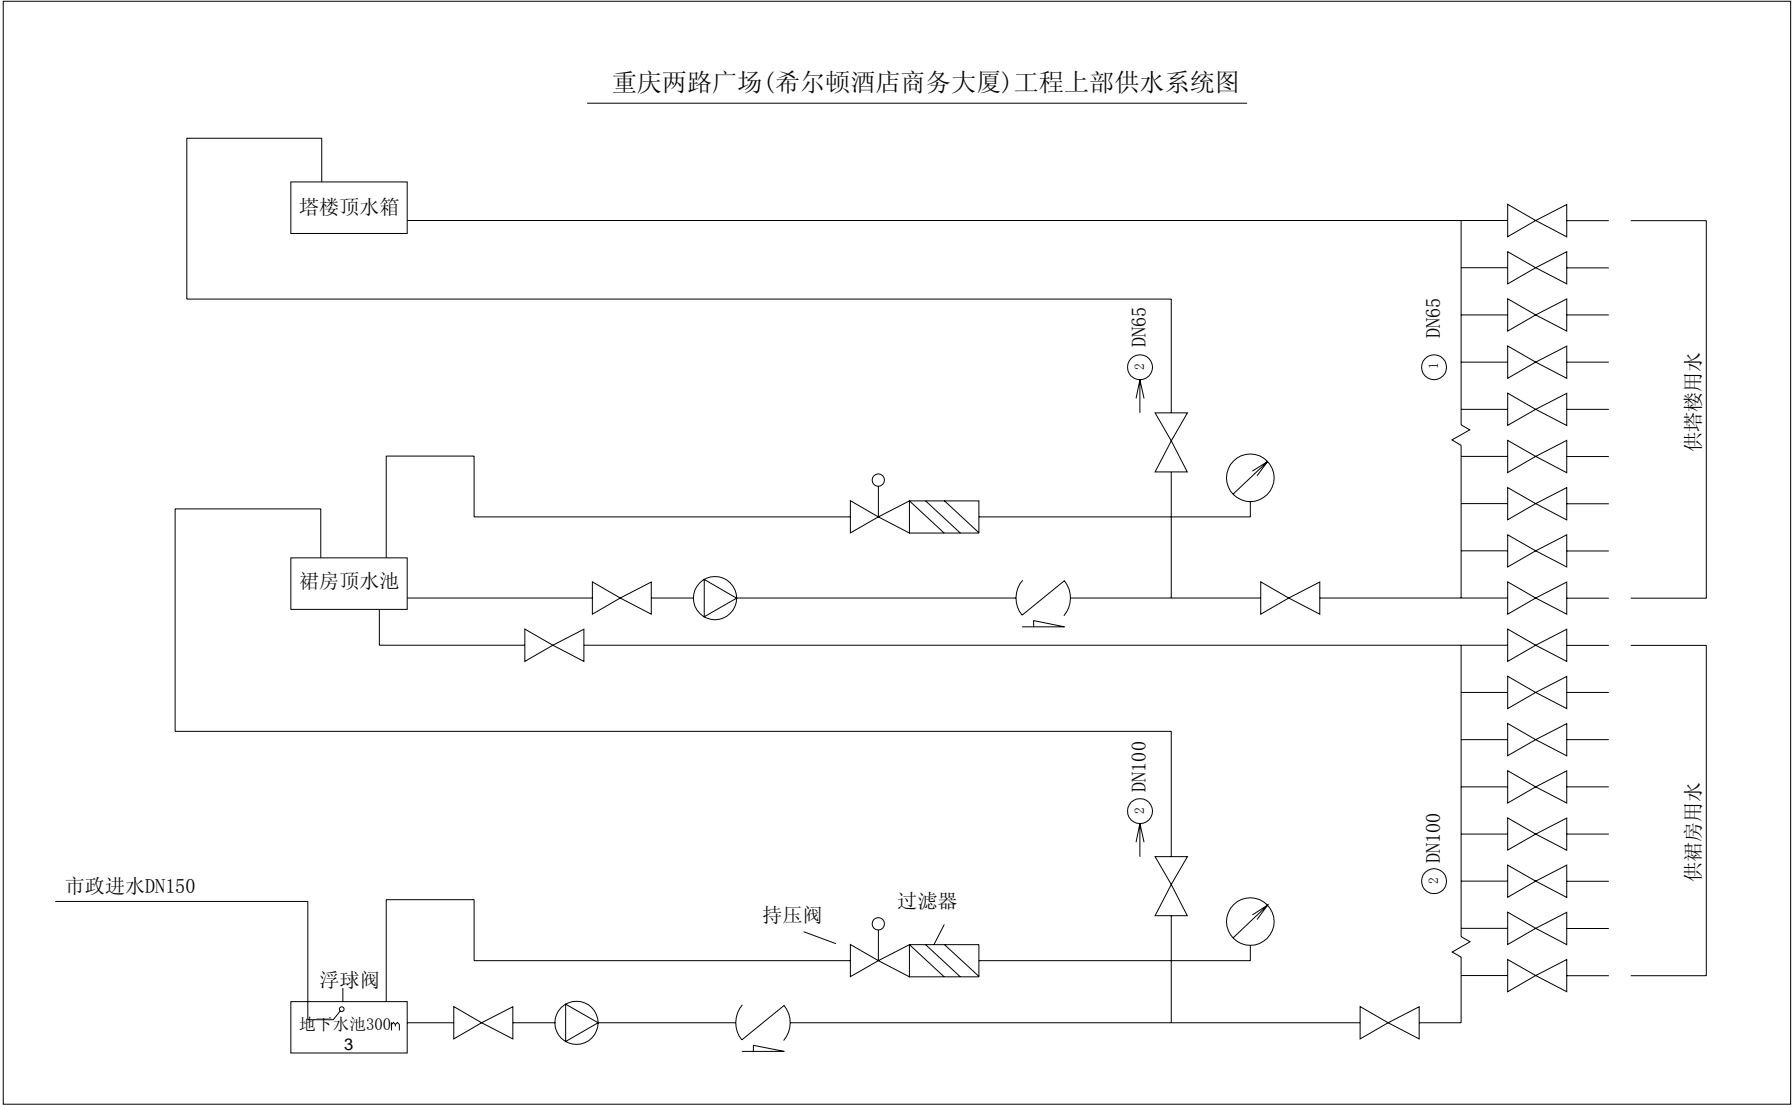 重庆两路广场(希尔顿酒店商务大厦)工程上部供水系统图
塔楼顶水箱
② DN65
① DN65
供塔楼用水
裙房顶水池
② DN100
② DN100
供裙房用水
市政进水DN150
持压阀
过滤器
浮球阀
地下水池300m
3